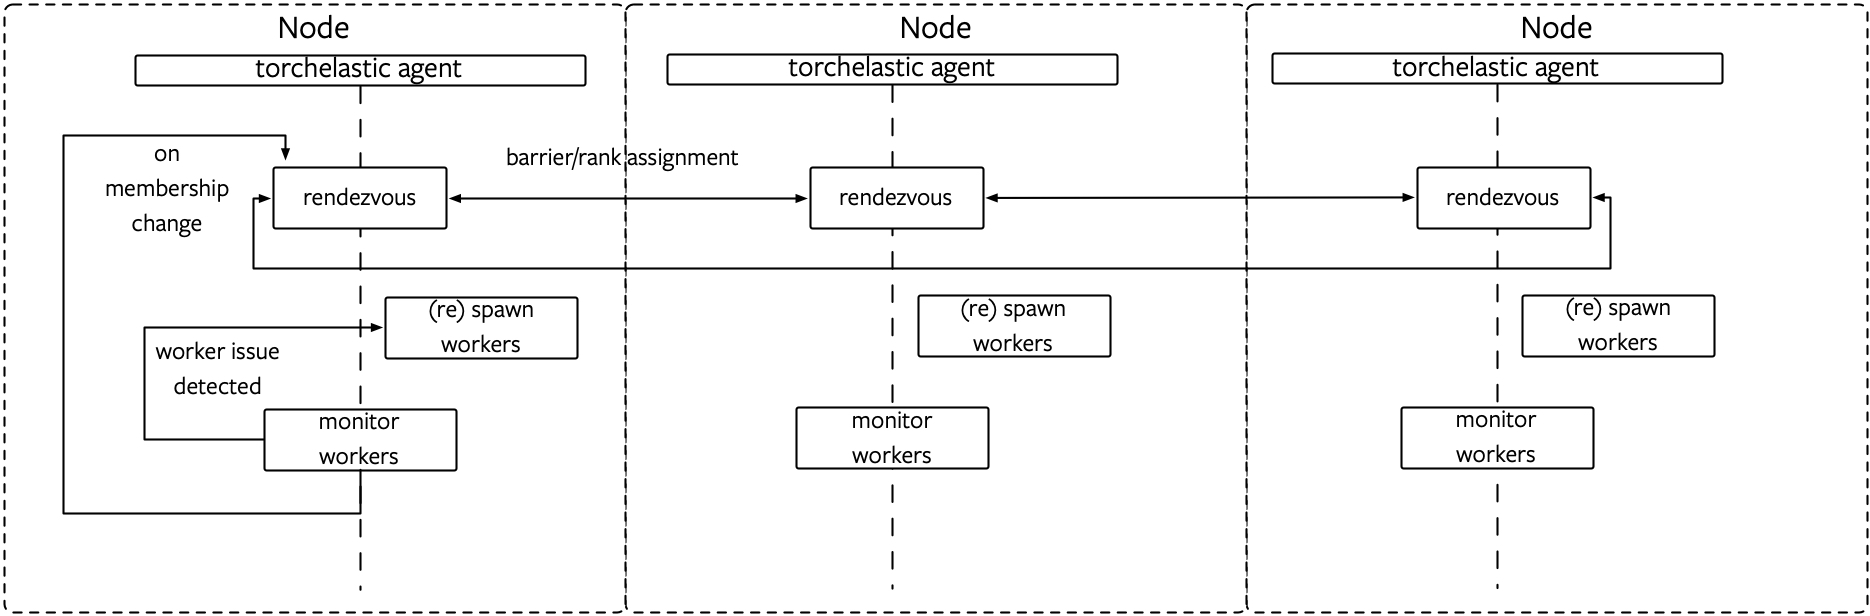 Node
Node
Node
torchelastic agent
torchelastic agent
torchelastic agent
on
membership
change
barrier/rank assignment
rendezvous
rendezvous
rendezvous
(re) spawn
workers
(re) spawn
workers
(re) spawn
workers
worker issue
detected
monitor
workers
monitor
workers
monitor
workers